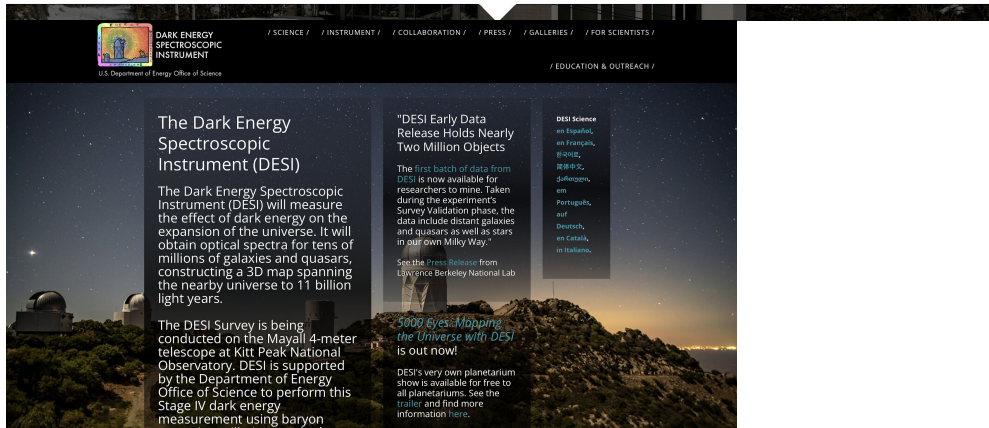 DARK ENERGY
SPECTROSCOPIC
INSTRUMENT
U.S. Department of Energy Office of Science
/ SCIENCE / / INSTRUMENT / / COLLABORATION / / PRESS / / GALLERIES / / FOR SCIENTISTS /
/ EDUCATION & OUTREACH /
The Dark Energy
Spectroscopic
Instrument (DESI)
The Dark Energy Spectroscopic
Instrument (DESI) will measure
the effect of dark energy on the
expansion of the universe. It will
obtain optical spectra for tens of
millions of galaxies and quasars,
constructing a 3D map spanning
the nearby universe to 11 billion
light years.
The DESI Survey is being
conducted on the Mayall 4-meter
telescope at Kitt Peak National
Observatory. DESI is supported
by the Department of Energy
Office of Science to perform this
Stage IV dark energy
measurement using baryon
"DESI Early Data
Release Holds Nearly
Two Million Objects
The first batch of data from
DESI is now available for
researchers to mine. Taken
during the experiment's
Survey Validation phase, the
data include distant galaxies
and quasars as well as stars
in our own Milky Way."
See the Press Release from
Lawrence Berkeley National Lab
5000 Eyes: Mapping
the Universe with DESI
is out now!
DESI's very own planetarium
show is available for free to
all planetariums. See the
trailer and find more
information here.
DESI Science
en Español,
en Français,
한국어로,
简体中文,
ქართული,
em
Português,
auf
Deutsch,
en Català,
in Italiano.